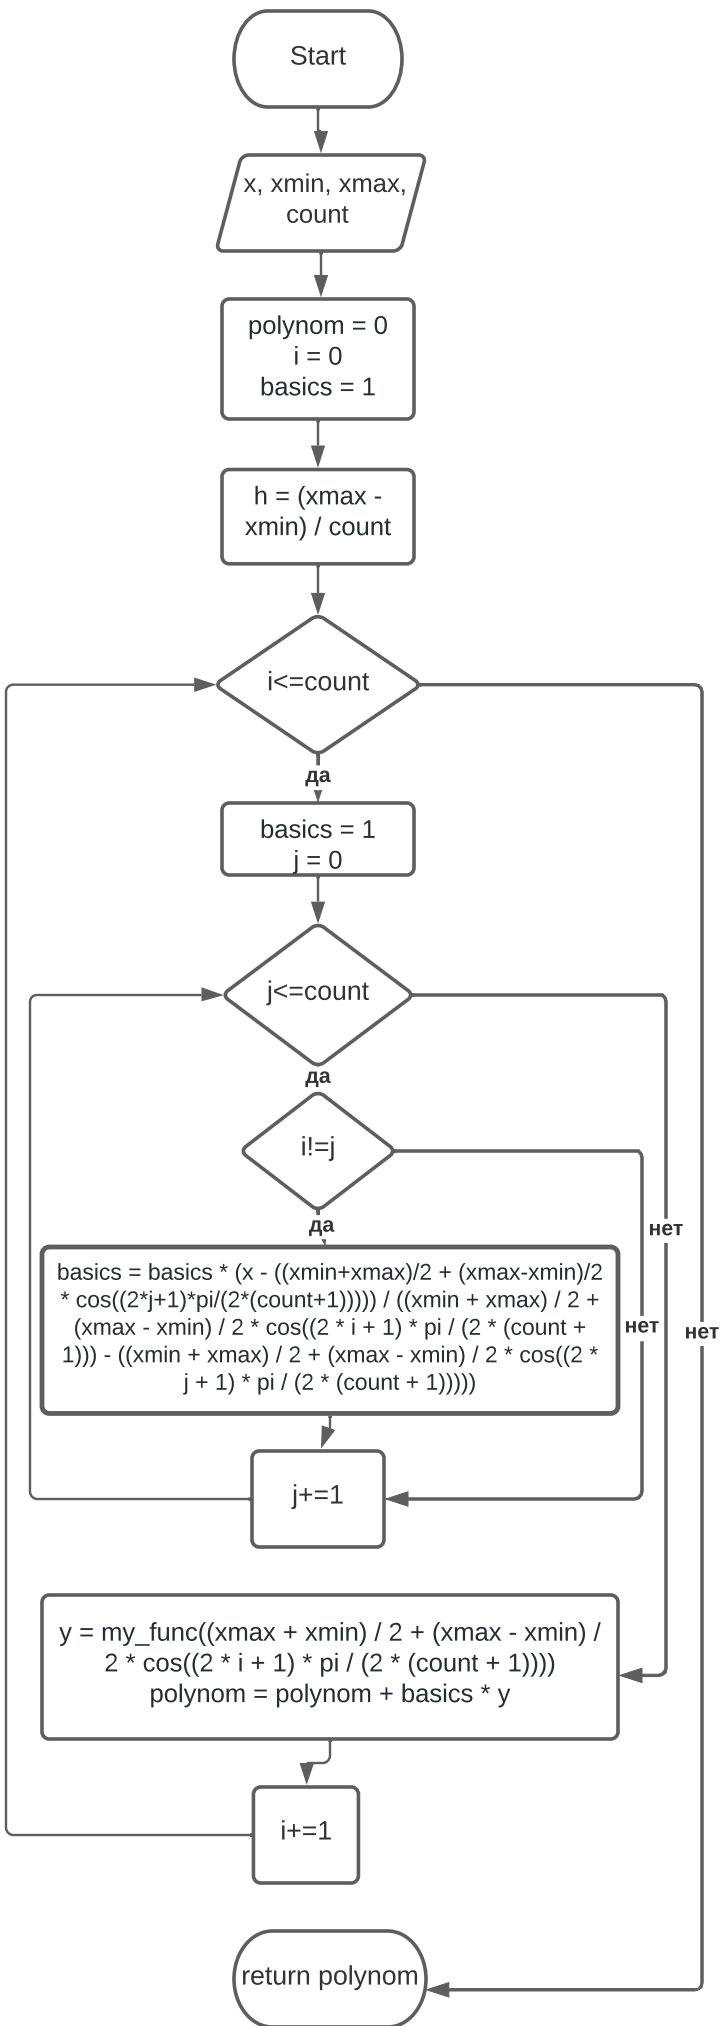 Start
x, xmin, xmax,
count
polynom = 0
i = 0
basics = 1
h = (xmax -
xmin) / count
i<=count
да
basics = 1
j = 0
j<=count
да
i!=j
да
нет
basics = basics * (x - ((xmin+xmax)/2 + (xmax-xmin)/2
* cos((2*j+1)*pi/(2*(count+1))))) / ((xmin + xmax) / 2 +
(xmax - xmin) / 2 * cos((2 * i + 1) * pi / (2 * (count +
1))) - ((xmin + xmax) / 2 + (xmax - xmin) / 2 * cos((2 *
j + 1) * pi / (2 * (count + 1)))))
нет
нет
j+=1
y = my_func((xmax + xmin) / 2 + (xmax - xmin) /
2 * cos((2 * i + 1) * pi / (2 * (count + 1))))
polynom = polynom + basics * y
i+=1
return polynom